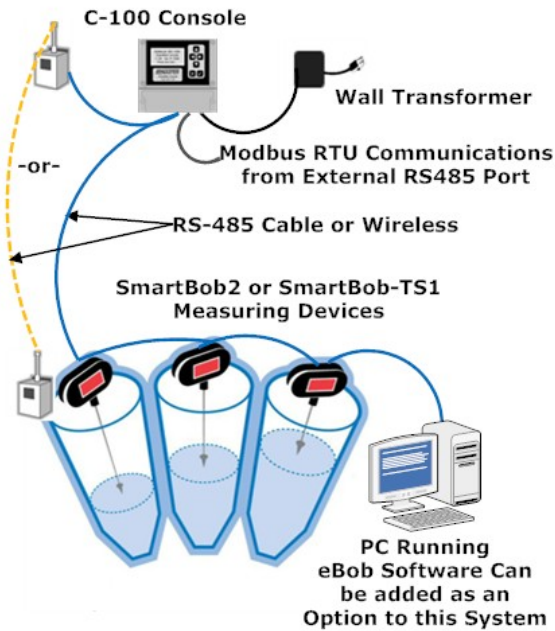 C-100 Console
Wall Transformer
-or-
Modbus RTU Communications
from External RS485 Port
RS-485 Cable or Wireless
SmartBob2 or SmartBob-TS1
Measuring Devices
PC Running
eBob Software Can
be added as an
Option to this System